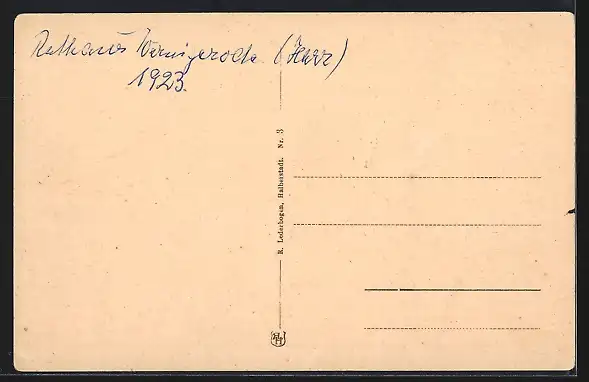 Rathaus Wernigerode (Harz)
1923.
R. Lederbogen, Halberstadt. Nr. 3